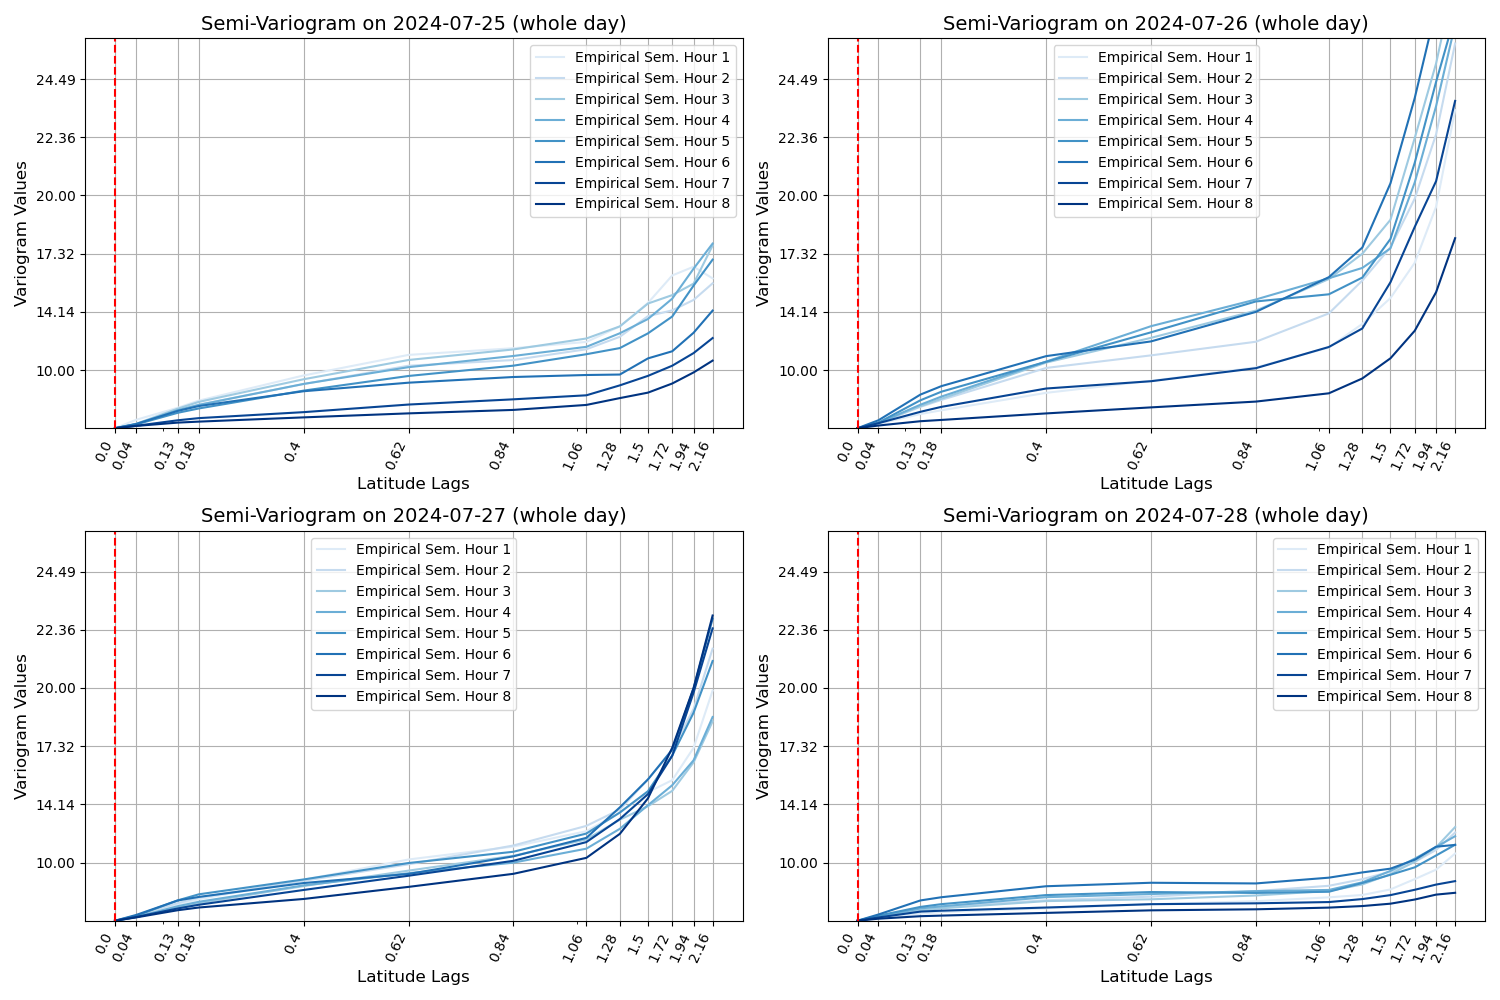 Semi-Variogram on 2024-07-25 (whole day)
Variogram Values
24.49
22.36
20.00
17.32
14.14
10.00
Empirical Sem. Hour 1
Empirical Sem. Hour 2
Empirical Sem. Hour 3
Empirical Sem. Hour 4
Empirical Sem. Hour 5
Empirical Sem. Hour 6
Empirical Sem. Hour 7
Empirical Sem. Hour 8
0.0 0.04 0.13 0.18 0.4 0.62 0.84 1.06 1.28 1.5 1.72 1.94 2.16
Latitude Lags
Semi-Variogram on 2024-07-26 (whole day)
Variogram Values
24.49
22.36
20.00
17.32
14.14
10.00
Empirical Sem. Hour 1
Empirical Sem. Hour 2
Empirical Sem. Hour 3
Empirical Sem. Hour 4
Empirical Sem. Hour 5
Empirical Sem. Hour 6
Empirical Sem. Hour 7
Empirical Sem. Hour 8
0.0 0.04 0.13 0.18 0.4 0.62 0.84 1.06 1.28 1.5 1.72 1.94 2.16
Latitude Lags
Semi-Variogram on 2024-07-27 (whole day)
Variogram Values
24.49
22.36
20.00
17.32
14.14
10.00
Empirical Sem. Hour 1
Empirical Sem. Hour 2
Empirical Sem. Hour 3
Empirical Sem. Hour 4
Empirical Sem. Hour 5
Empirical Sem. Hour 6
Empirical Sem. Hour 7
Empirical Sem. Hour 8
0.0 0.04 0.13 0.18 0.4 0.62 0.84 1.06 1.28 1.5 1.72 1.94 2.16
Latitude Lags
Semi-Variogram on 2024-07-28 (whole day)
Variogram Values
24.49
22.36
20.00
17.32
14.14
10.00
Empirical Sem. Hour 1
Empirical Sem. Hour 2
Empirical Sem. Hour 3
Empirical Sem. Hour 4
Empirical Sem. Hour 5
Empirical Sem. Hour 6
Empirical Sem. Hour 7
Empirical Sem. Hour 8
0.0 0.04 0.13 0.18 0.4 0.62 0.84 1.06 1.28 1.5 1.72 1.94 2.16
Latitude Lags